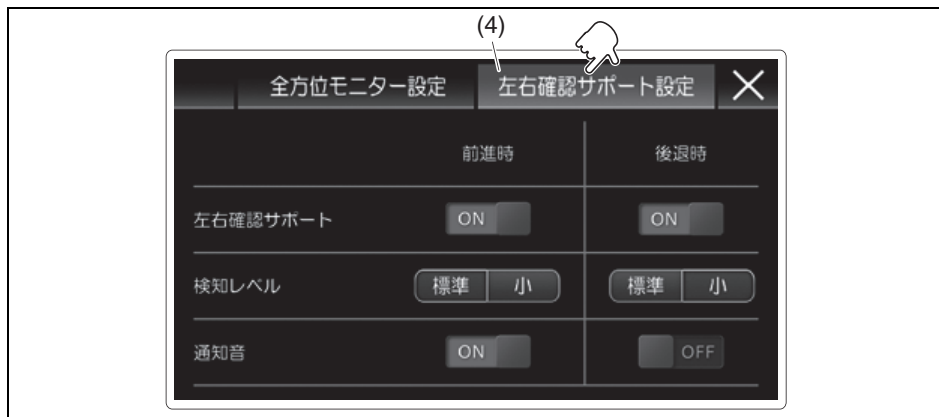 (4)
全方位モニター設定 左右確認サポート設定 ×
前進時 後退時
左右確認サポート ON ON
検知レベル 標準 小 標準 小
通知音 ON OFF